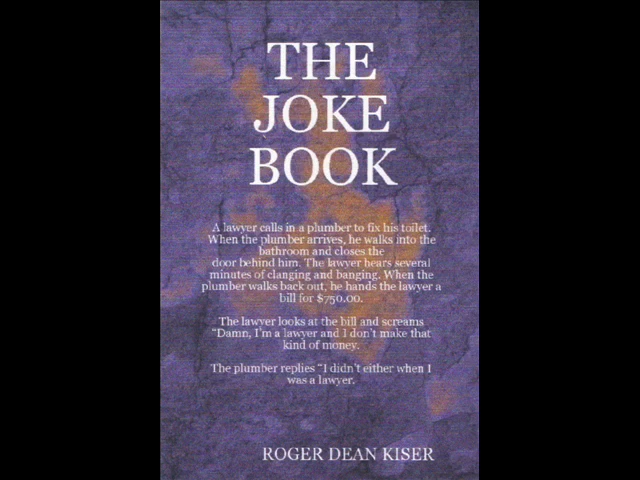 THE
JOKE
BOOK
A lawyer calls in a plumber to fix his toilet.
When the plumber arrives, he walks into the
bathroom and closes the
door behind him. The lawyer hears several
minutes of clanging and banging. When the
plumber walks back out, he hands the lawyer a
bill for $750.00.
The lawyer looks at the bill and screams
“Damn, I'm a lawyer and I don't make that
kind of money.
The plumber replies “I didn't either when I
was a lawyer.
ROGER DEAN KISER